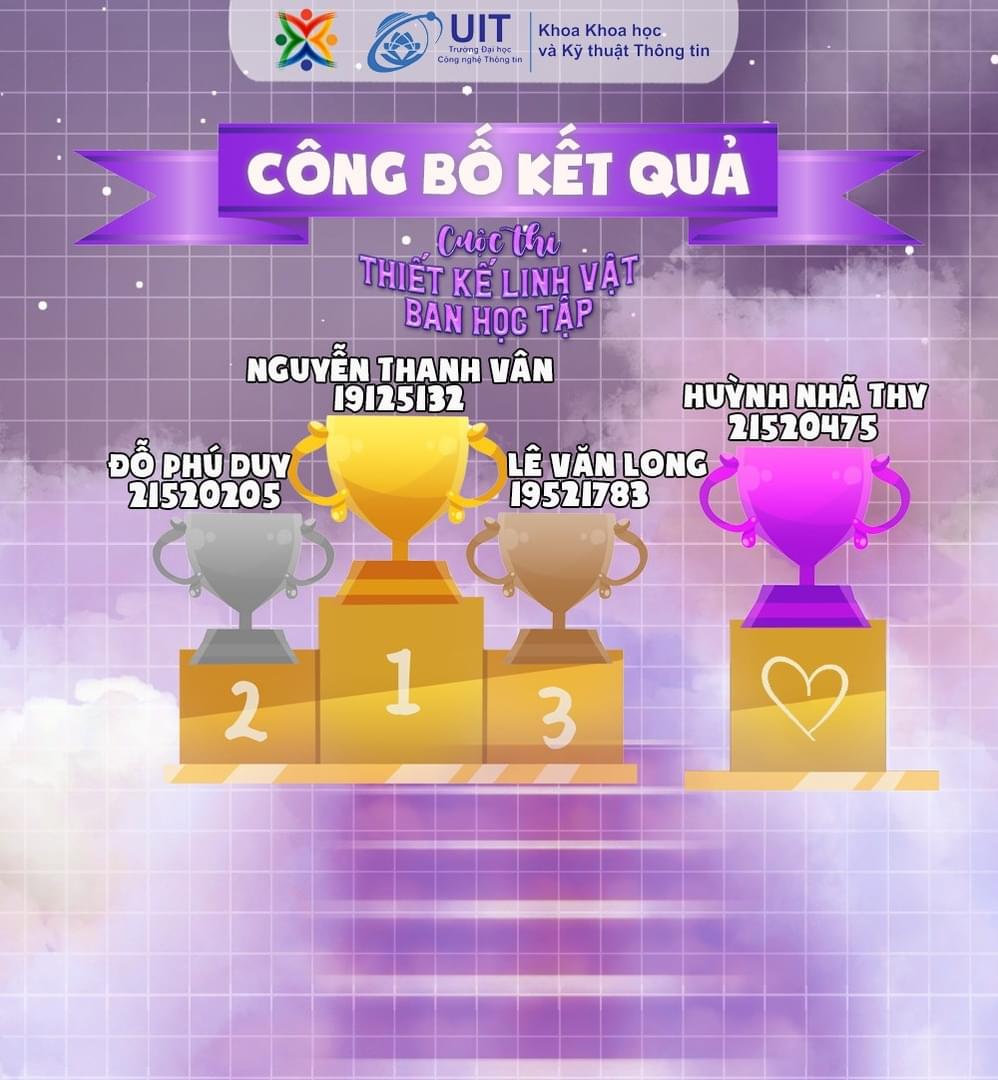 UIT
Trường Đại học
Công nghệ Thông tin
Khoa Khoa học
và Kỹ thuật Thông tin
CÔNG BỐ KẾT QUẢ
Cuộc thi
THIẾT KẾ LINH VẬT
BAN HỌC TẬP
NGUYỄN THANH VÂN
19125132
HUỲNH NHÃ THY
21520475
ĐỖ PHÚ DUY
21520205
LÊ VĂN LONG
19521783
2
1
3